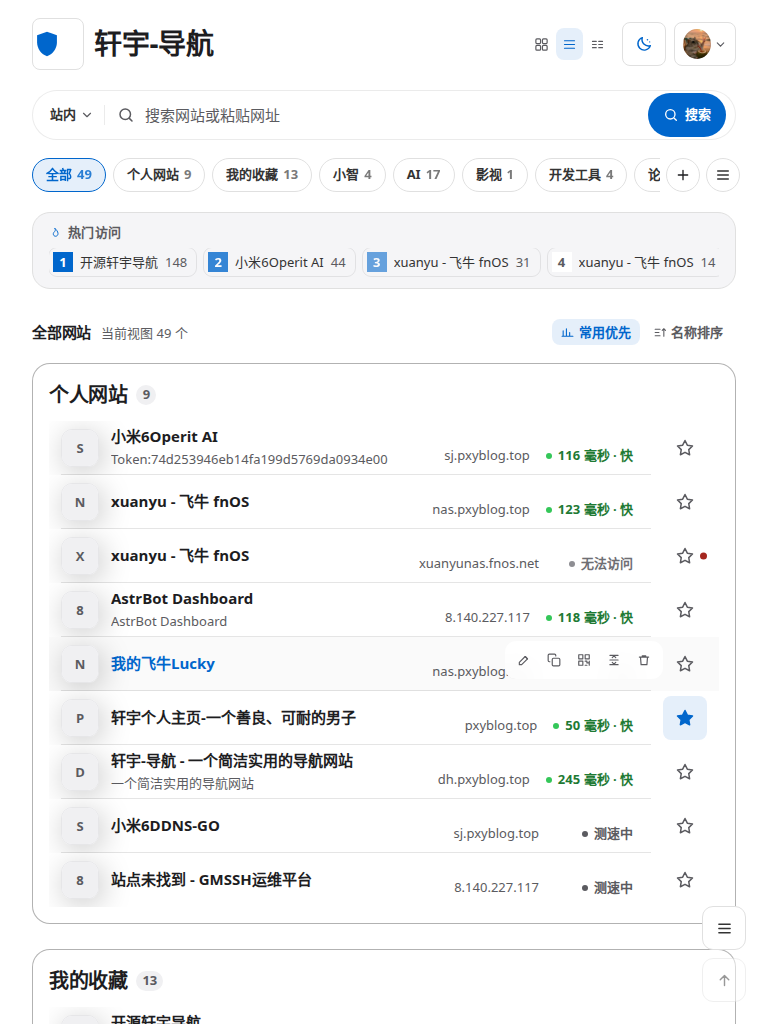 轩宇-导航
站内 搜索网站或粘贴网址 搜索
全部 49 个人网站 9 我的收藏 13 小智 4 AI 17 影视 1 开发工具 4 论
热门访问
1 开源轩宇导航 148 2 小米6Operit AI 44 3 xuanyu - 飞牛 fnOS 31 4 xuanyu - 飞牛 fnOS 14
全部网站 当前视图 49 个 常用优先 名称排序
个人网站 9
S 小米6Operit AI
Token:74d253946eb14fa199d5769da0934e00 sj.pxyblog.top 116 毫秒 · 快
N xuanyu - 飞牛 fnOS nas.pxyblog.top 123 毫秒 · 快
X xuanyu - 飞牛 fnOS xuanyunas.fnos.net 无法访问
8 AstrBot Dashboard
AstrBot Dashboard 8.140.227.117 118 毫秒 · 快
N 我的飞牛Lucky nas.pxyblog.
P 轩宇个人主页-一个善良、可耐的男子 pxyblog.top 50 毫秒 · 快
D 轩宇-导航 - 一个简洁实用的导航网站
一个简洁实用的导航网站 dh.pxyblog.top 245 毫秒 · 快
S 小米6DDNS-GO sj.pxyblog.top 测速中
8 站点未找到 - GMSSH运维平台 8.140.227.117 测速中
我的收藏 13
开源轩宇导航